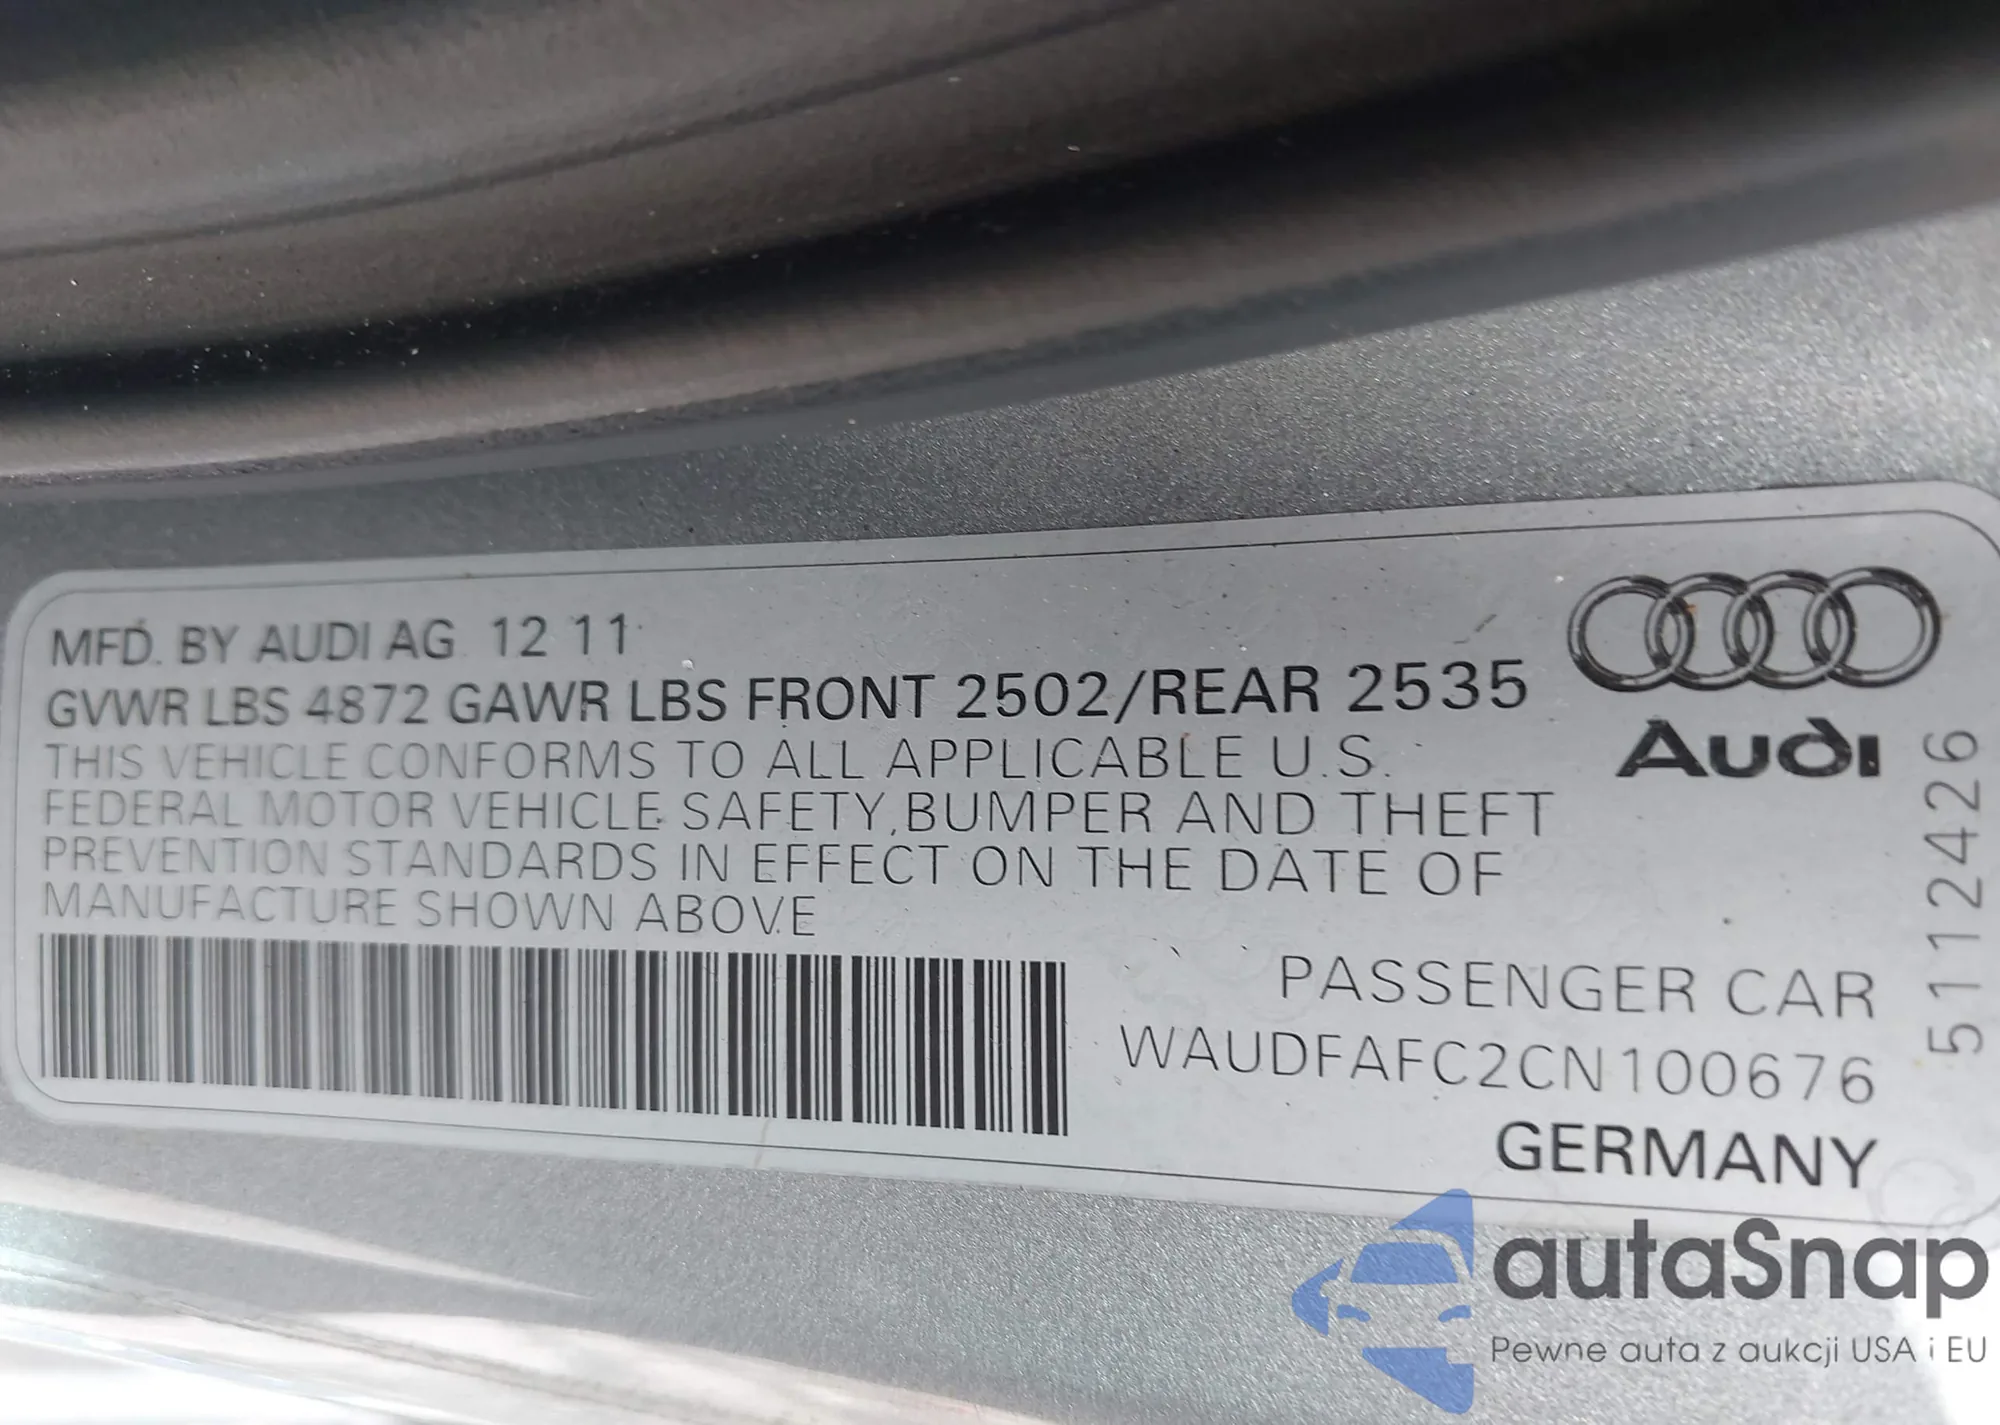 MFD. BY AUDI AG 12 11
GVWR LBS 4872 GAWR LBS FRONT 2502/REAR 2535
THIS VEHICLE CONFORMS TO ALL APPLICABLE U.S.
FEDERAL MOTOR VEHICLE SAFETY,BUMPER AND THEFT
PREVENTION STANDARDS IN EFFECT ON THE DATE OF
MANUFACTURE SHOWN ABOVE
Audi
5112426
PASSENGER CAR
WAUDFAFC2CN100676
GERMANY
autaSnap
Pewne auta z aukcji USA i EU